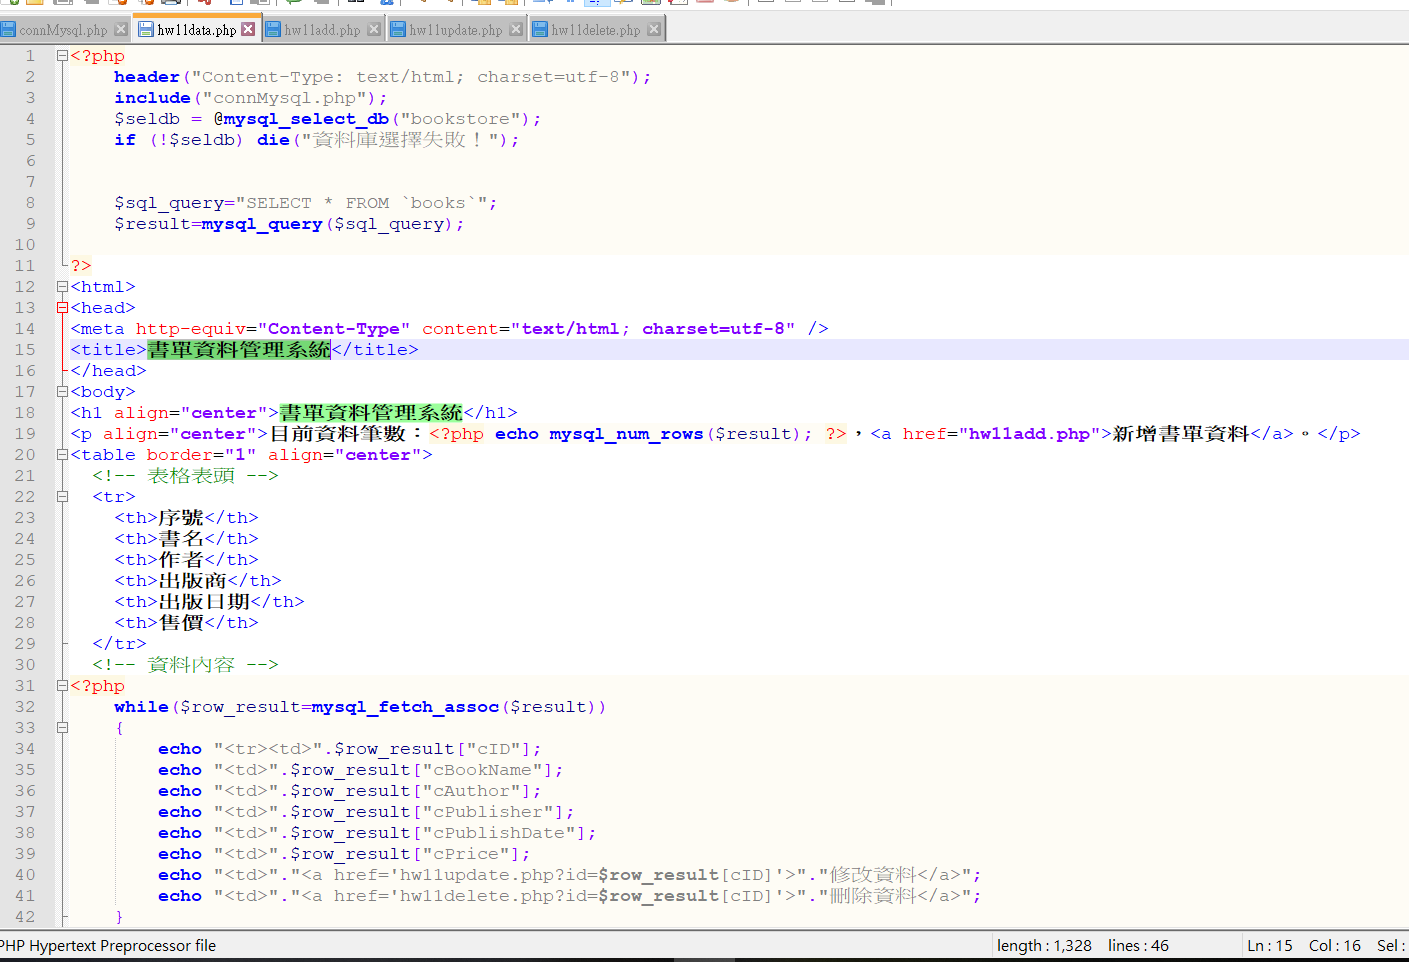 connMysql.php hw11data.php hw11add.php hw11update.php hw11delete.php
1 <?php
2 header("Content-Type: text/html; charset=utf-8");
3 include("connMysql.php");
4 $seldb = @mysql_select_db("bookstore");
5 if (!$seldb) die("資料庫選擇失敗！");
6
7
8 $sql_query="SELECT * FROM `books`";
9 $result=mysql_query($sql_query);
10
11 ?>
12 <html>
13 <head>
14 <meta http-equiv="Content-Type" content="text/html; charset=utf-8" />
15 <title>書單資料管理系統</title>
16 </head>
17 <body>
18 <h1 align="center">書單資料管理系統</h1>
19 <p align="center">目前資料筆數：<?php echo mysql_num_rows($result); ?>，<a href="hw11add.php">新增書單資料</a>。</p>
20 <table border="1" align="center">
21 <!-- 表格表頭 -->
22 <tr>
23 <th>序號</th>
24 <th>書名</th>
25 <th>作者</th>
26 <th>出版商</th>
27 <th>出版日期</th>
28 <th>售價</th>
29 </tr>
30 <!-- 資料內容 -->
31 <?php
32 while($row_result=mysql_fetch_assoc($result))
33 {
34 echo "<tr><td>".$row_result["cID"];
35 echo "<td>".$row_result["cBookName"];
36 echo "<td>".$row_result["cAuthor"];
37 echo "<td>".$row_result["cPublisher"];
38 echo "<td>".$row_result["cPublishDate"];
39 echo "<td>".$row_result["cPrice"];
40 echo "<td>"."<a href='hw11update.php?id=$row_result[cID]'>"."修改資料</a>";
41 echo "<td>"."<a href='hw11delete.php?id=$row_result[cID]'>"."刪除資料</a>";
42 }
PHP Hypertext Preprocessor file length : 1,328 lines : 46 Ln : 15 Col : 16 Sel :